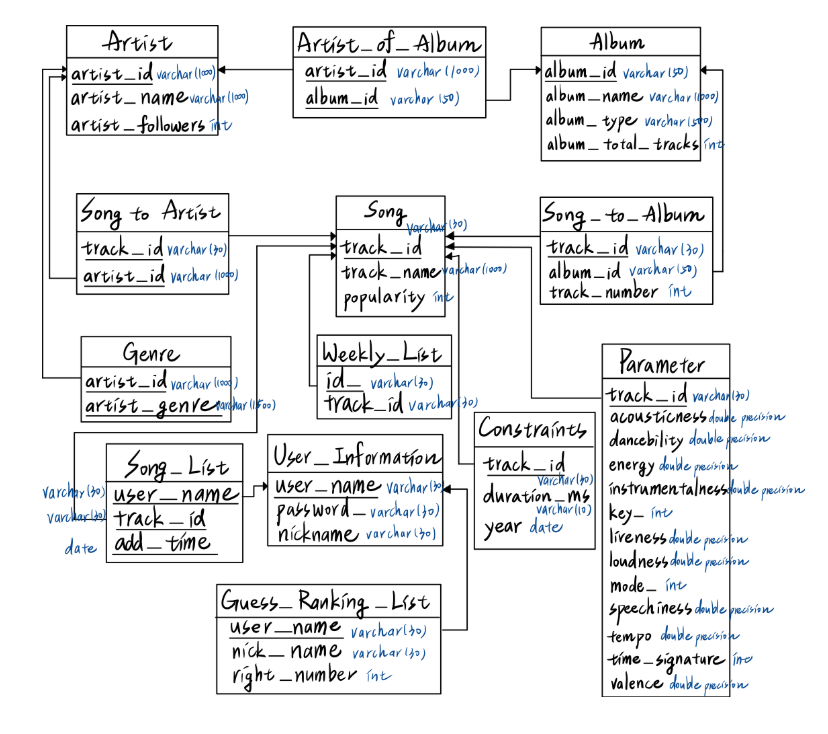 Artist
artist_id varchar(1000)
artist_name varchar(1000)
artist_followers int
Artist_of_Album
artist_id varchar(1000)
album_id varchar(50)
Album
album_id varchar(50)
album_name varchar(1000)
album_type varchar(500)
album_total_tracks int
Song to Artist
track_id varchar(30)
artist_id varchar(1000)
Song
varchar(30)
track_id
track_name varchar(1000)
popularity int
Song_to_Album
track_id varchar(30)
album_id varchar(50)
track_number int
Genre
artist_id varchar(1000)
artist_genre varchar(1500)
Weekly_List
id_ varchar(30)
track_id varchar(30)
Parameter
track_id varchar(30)
acousticness double precision
dancebility double precision
energy double precision
instrumentalness double precision
key_ int
liveness double precision
loudness double precision
mode_ int
speechiness double precision
tempo double precision
time_signature int
valence double precision
Song_List
varchar(30) user_name
varchar(30) track_id
date add_time
User_Information
user_name varchar(30)
password_ varchar(30)
nickname varchar(30)
Constraints
track_id
varchar(30)
duration_ms
varchar(10)
year date
Guess_Ranking_List
user_name varchar(30)
nick_name varchar(30)
right_number int